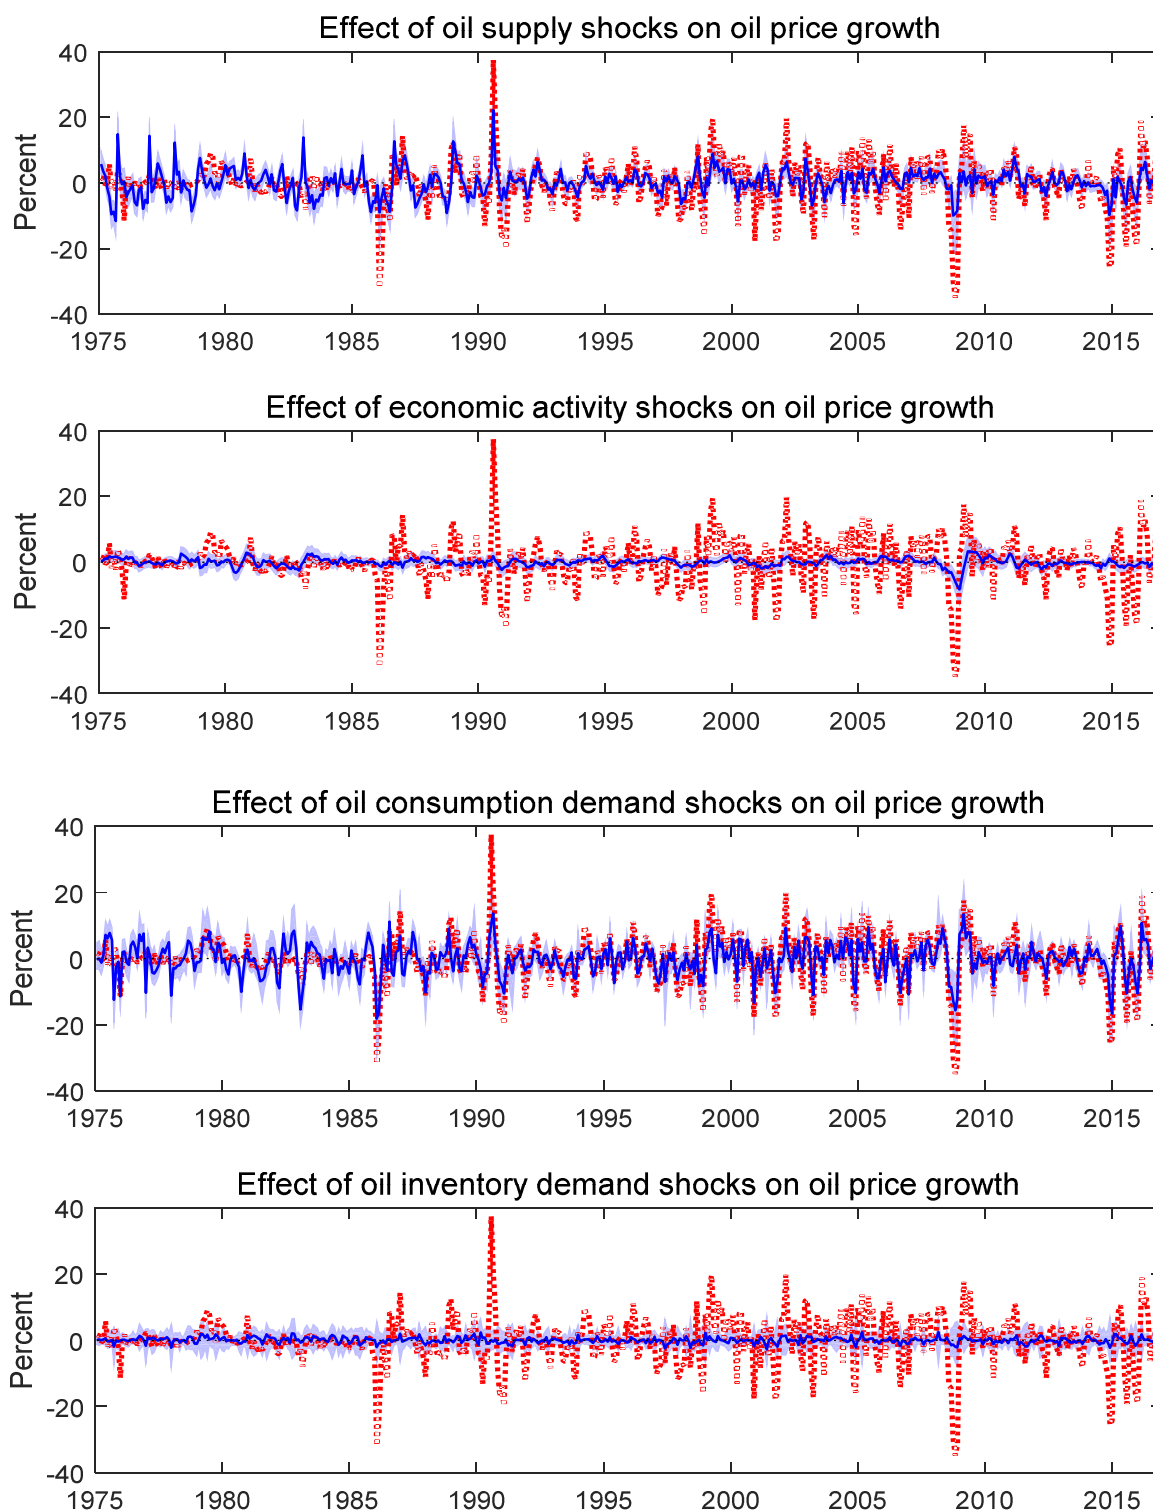 Effect of oil supply shocks on oil price growth
40
20
0
-20
-40
Percent
1975 1980 1985 1990 1995 2000 2005 2010 2015
Effect of economic activity shocks on oil price growth
40
20
0
-20
-40
Percent
1975 1980 1985 1990 1995 2000 2005 2010 2015
Effect of oil consumption demand shocks on oil price growth
40
20
0
-20
-40
Percent
1975 1980 1985 1990 1995 2000 2005 2010 2015
Effect of oil inventory demand shocks on oil price growth
40
20
0
-20
-40
Percent
1975 1980 1985 1990 1995 2000 2005 2010 2015